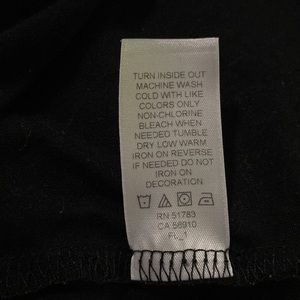 TURN INSIDE OUT
MACHINE WASH
COLD WITH LIKE
COLORS ONLY
NON-CHLORINE
BLEACH WHEN
NEEDED TUMBLE
DRY LOW WARM
IRON ON REVERSE
IF NEEDED DO NOT
IRON ON
DECORATION
RN 51783
CA 56910